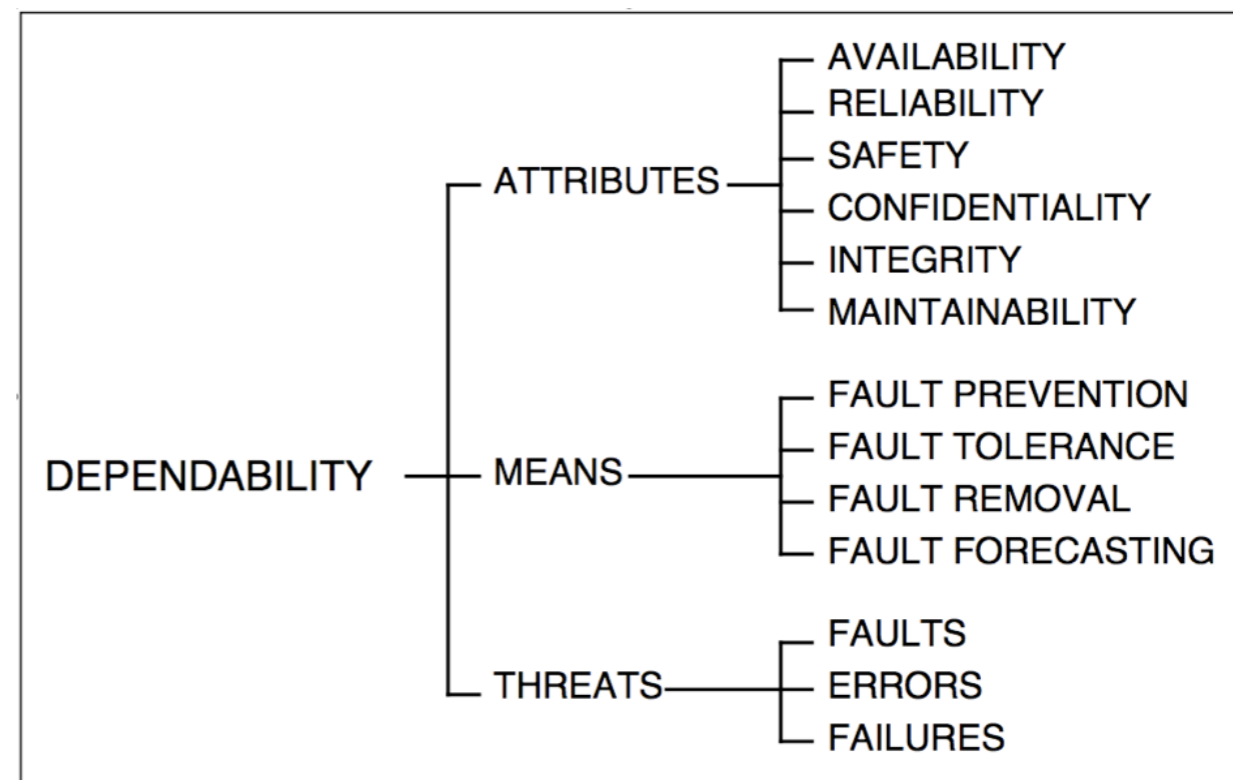 DEPENDABILITY
ATTRIBUTES
AVAILABILITY
RELIABILITY
SAFETY
CONFIDENTIALITY
INTEGRITY
MAINTAINABILITY
MEANS
FAULT PREVENTION
FAULT TOLERANCE
FAULT REMOVAL
FAULT FORECASTING
THREATS
FAULTS
ERRORS
FAILURES